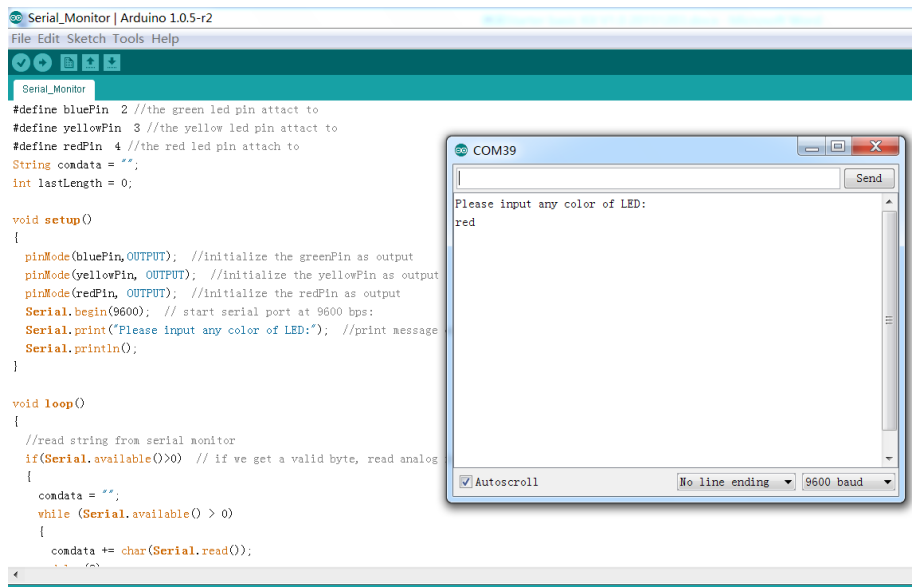 Serial_Monitor | Arduino 1.0.5-r2
File Edit Sketch Tools Help
Serial_Monitor
#define bluePin  2 //the green led pin attact to
#define yellowPin  3 //the yellow led pin attact to
#define redPin  4 //the red led pin attach to
String comdata = "";
int lastLength = 0;
void setup()
{
pinMode(bluePin,OUTPUT);  //initialize the greenPin as output
pinMode(yellowPin, OUTPUT);  //initialize the yellowPin as output
pinMode(redPin, OUTPUT);  //initialize the redPin as output
Serial.begin(9600);  // start serial port at 9600 bps:
Serial.print("Please input any color of LED:");  //print message
Serial.println();
}
void loop()
{
//read string from serial monitor
if(Serial.available()>0)  // if we get a valid byte, read analog
{
comdata = "";
while (Serial.available() > 0)
{
comdata += char(Serial.read());
COM39
Send
Please input any color of LED:
red
Autoscroll
No line ending
9600 baud